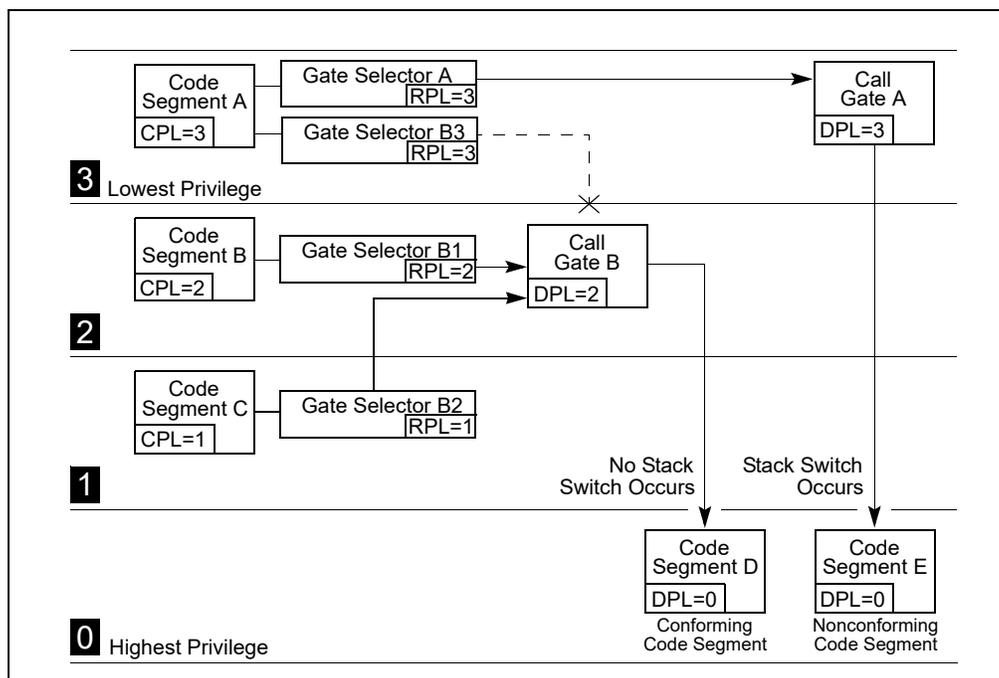 Code
Segment A
CPL=3
Gate Selector A
RPL=3
Gate Selector B3
RPL=3
Call
Gate A
DPL=3
3
Lowest Privilege
Code
Segment B
CPL=2
Gate Selector B1
RPL=2
Call
Gate B
DPL=2
2
Code
Segment C
CPL=1
Gate Selector B2
RPL=1
1
No Stack
Switch Occurs
Stack Switch
Occurs
Code
Segment D
DPL=0
Conforming
Code Segment
Code
Segment E
DPL=0
Nonconforming
Code Segment
0
Highest Privilege